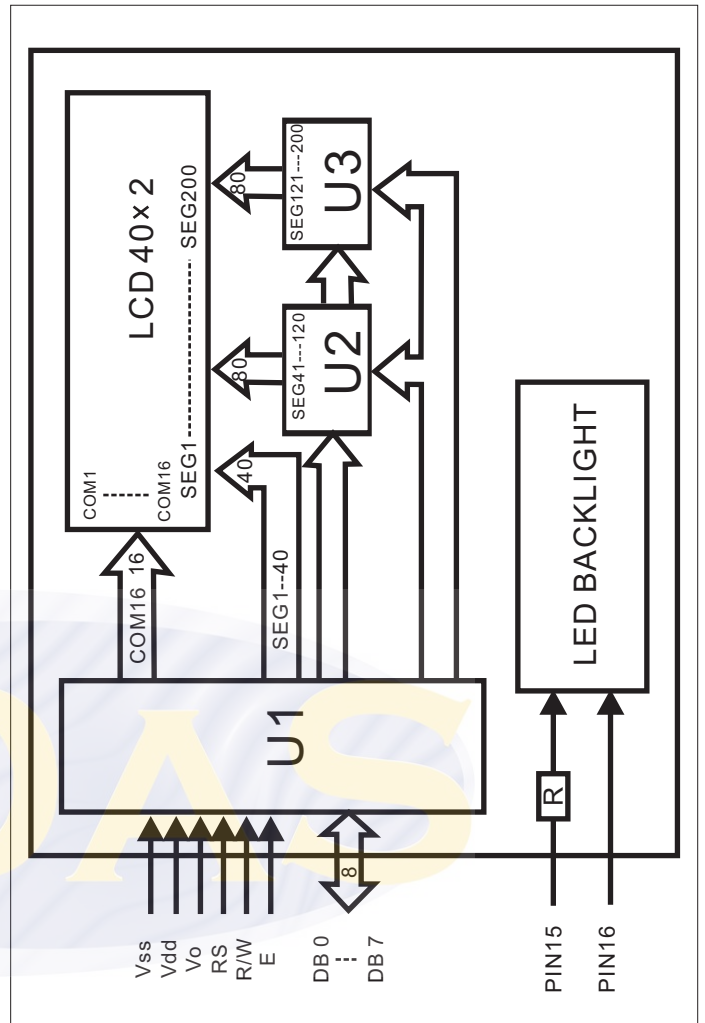 Vss
Vdd
Vo
RS
R/W
E
DB 0
DB 7
8
U1
COM16 16
SEG1--40
40
COM1
COM16
LCD 40×2
SEG1
SEG200
80
80
SEG41---120
U2
SEG121---200
U3
PIN15
PIN16
R
LED BACKLIGHT
DAS